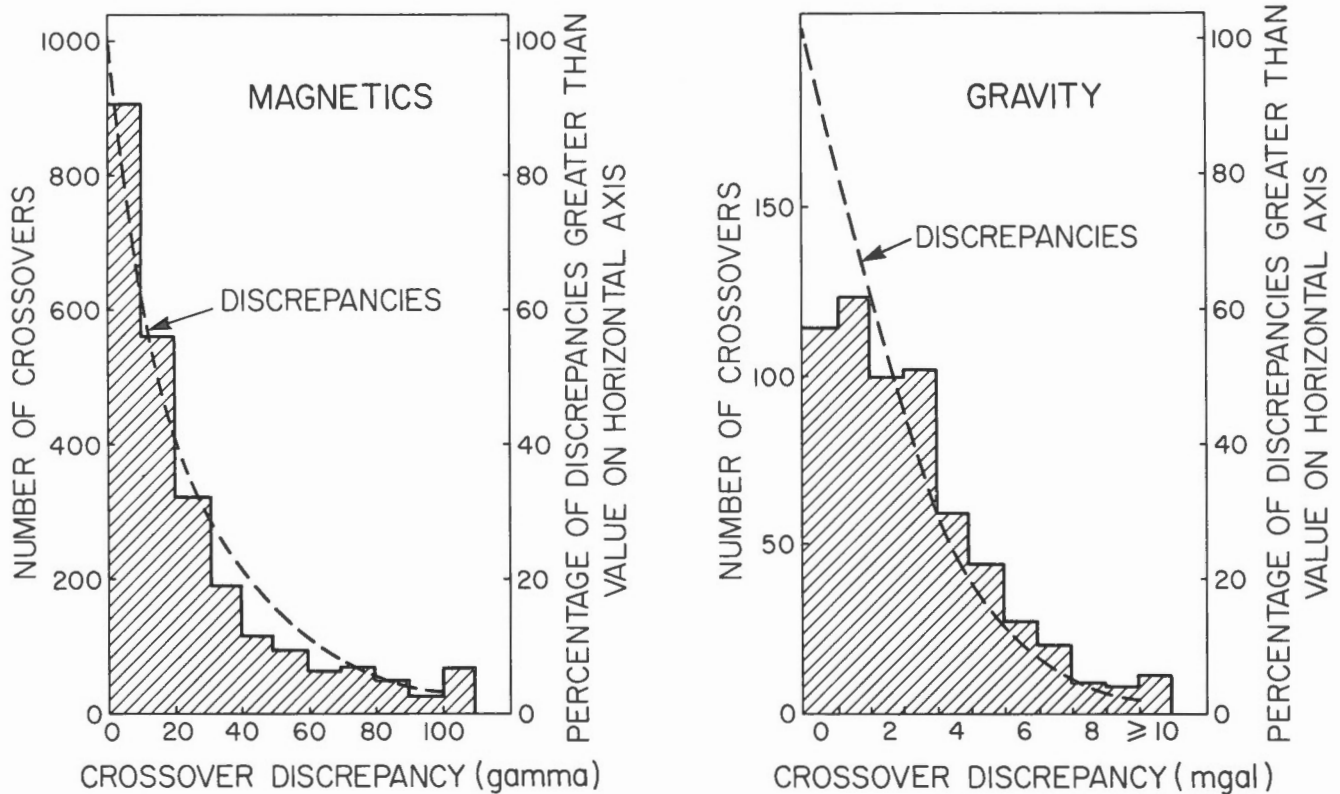 MAGNETICS
NUMBER OF CROSSOVERS
1000
800
600
400
200
0
DISCREPANCIES
100
80
60
40
20
0
PERCENTAGE OF DISCREPANCIES GREATER THAN
VALUE ON HORIZONTAL AXIS
0 20 40 60 80 100
CROSSOVER DISCREPANCY (gamma)
GRAVITY
NUMBER OF CROSSOVERS
150
100
50
0
DISCREPANCIES
100
80
60
40
20
0
PERCENTAGE OF DISCREPANCIES GREATER THAN
VALUE ON HORIZONTAL AXIS
0 2 4 6 8 ⩾ 10
CROSSOVER DISCREPANCY (mgal)